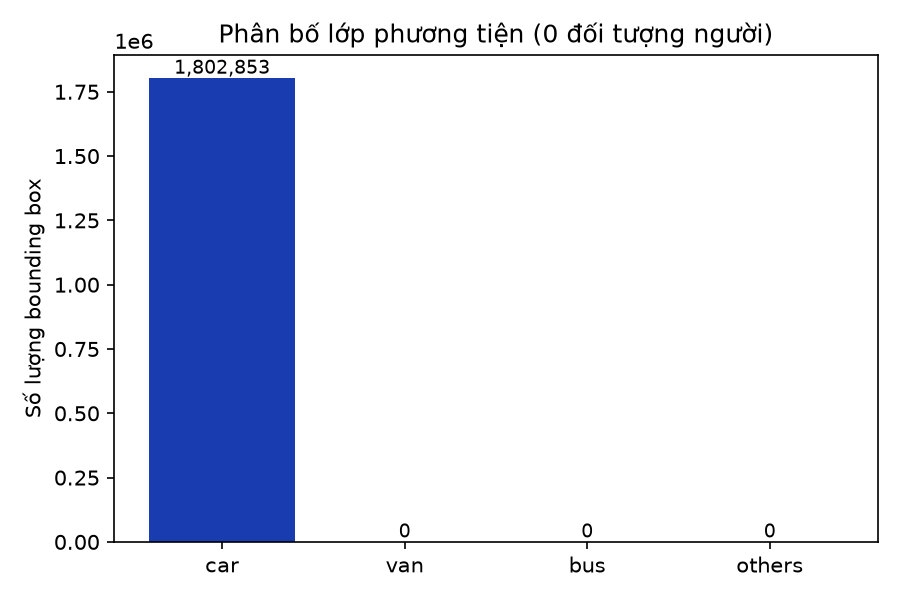 Phân bố lớp phương tiện (0 đối tượng người)
1e6
1,802,853
1.75
1.50
1.25
1.00
0.75
0.50
0.25
0.00
Số lượng bounding box
0
0
0
car
van
bus
others